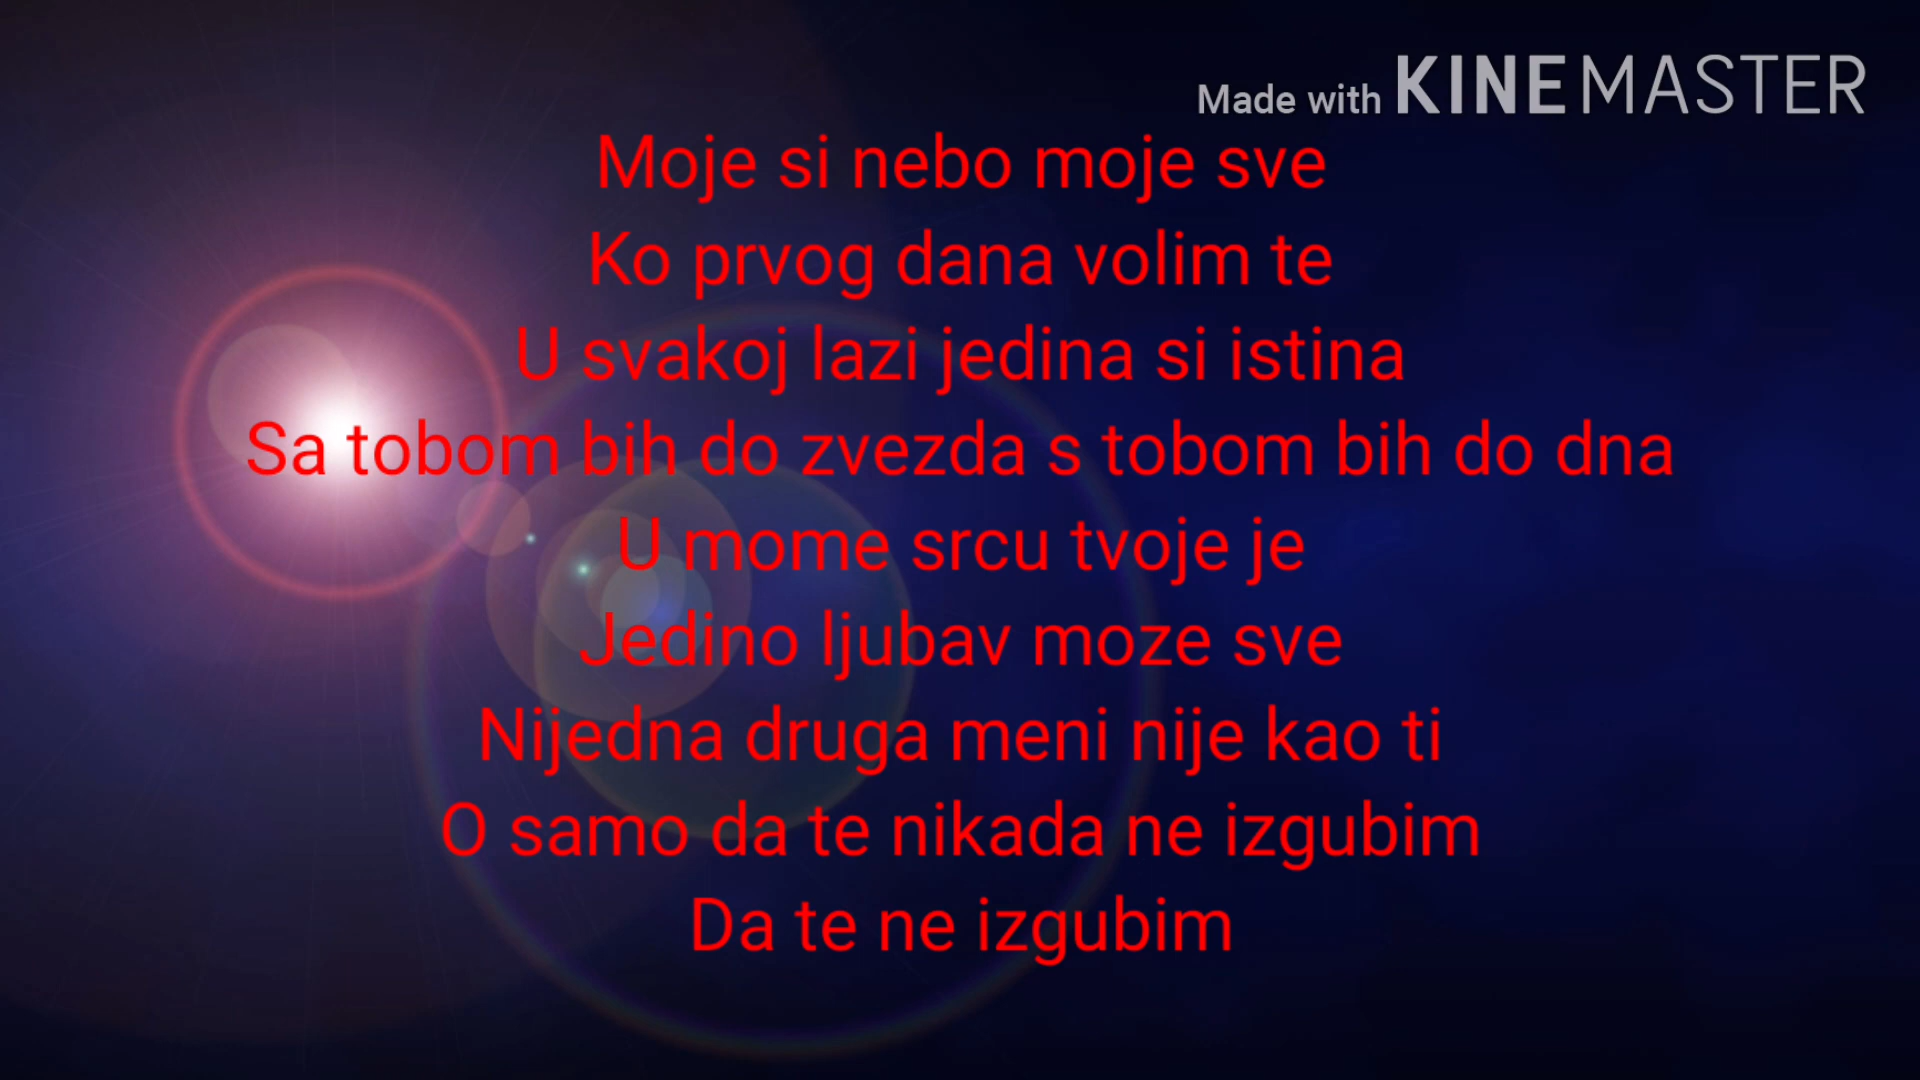 Made with KINEMASTER
Moje si nebo moje sve
Ko prvog dana volim te
U svakoj lazi jedina si istina
Sa tobom bih do zvezda s tobom bih do dna
U mome srcu tvoje je
Jedino ljubav moze sve
Nijedna druga meni nije kao ti
O samo da te nikada ne izgubim
Da te ne izgubim